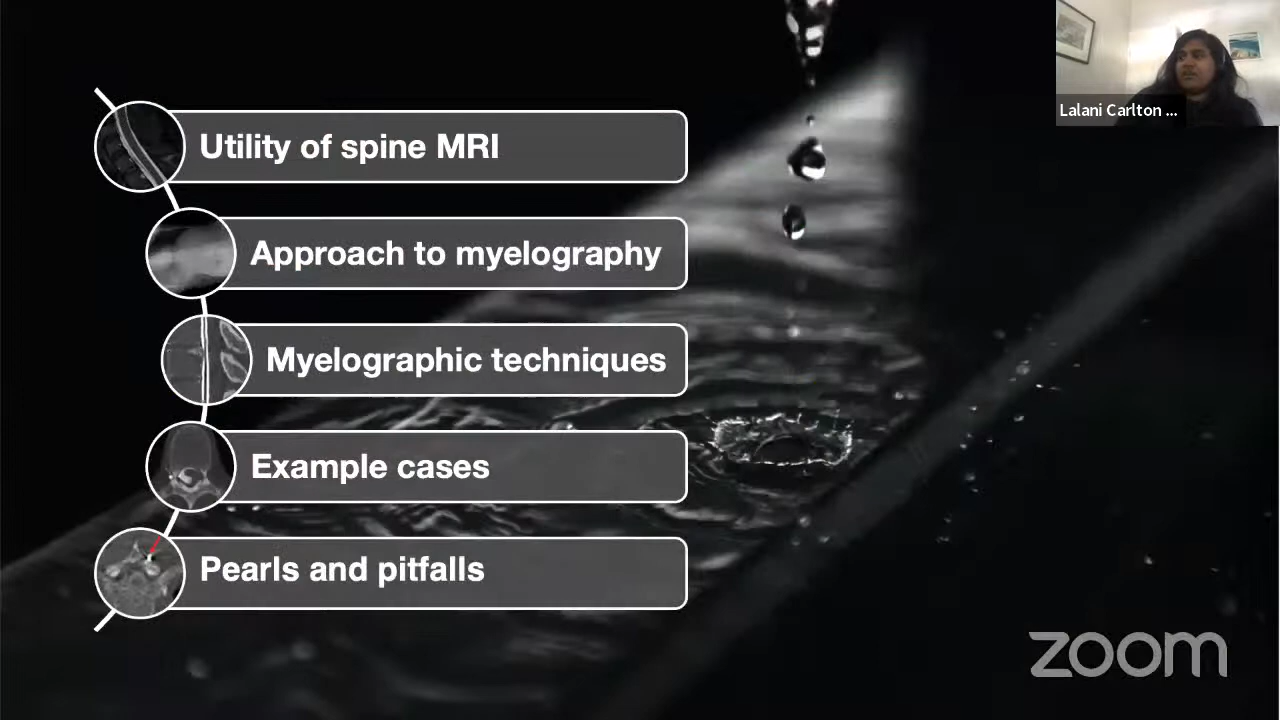 Utility of spine MRI
Approach to myelography
Myelographic techniques
Example cases
Pearls and pitfalls
Lalani Carlton ...
zoom